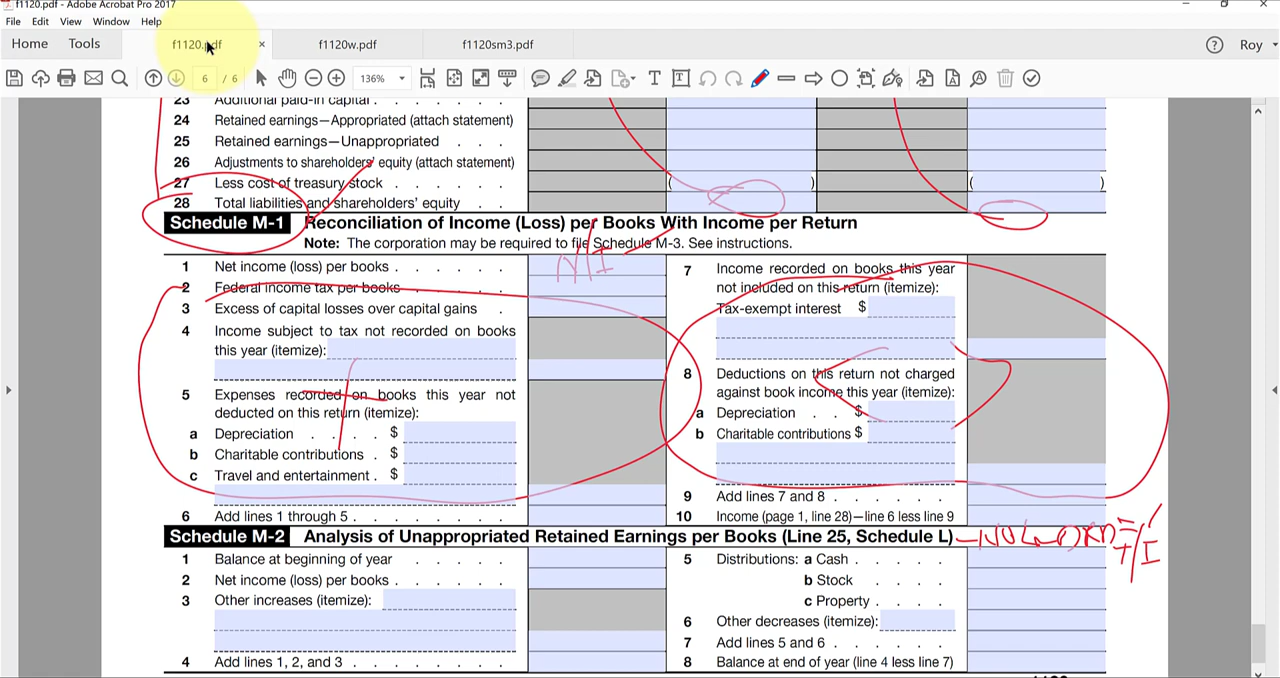 f1120.pdf - Adobe Acrobat Pro 2017
File Edit View Window Help
Home Tools f1120.pdf × f1120w.pdf f1120sm3.pdf ? Roy
6 / 6 136%
23 Additional paid-in capital . . . . . . .
24 Retained earnings—Appropriated (attach statement)
25 Retained earnings—Unappropriated . . .
26 Adjustments to shareholders' equity (attach statement)
27 Less cost of treasury stock . . . . . . ( ) ( )
28 Total liabilities and shareholders' equity . . .
Schedule M-1 Reconciliation of Income (Loss) per Books With Income per Return
Note: The corporation may be required to file Schedule M-3. See instructions.
1 Net income (loss) per books . . . . . .
N/I
2 Federal income tax per books . . . . . .
3 Excess of capital losses over capital gains .
4 Income subject to tax not recorded on books
this year (itemize):
5 Expenses recorded on books this year not
deducted on this return (itemize):
a Depreciation . . . . $
b Charitable contributions . $
c Travel and entertainment . $
6 Add lines 1 through 5 . . . . . . . .
7 Income recorded on books this year
not included on this return (itemize):
Tax-exempt interest $
8 Deductions on this return not charged
against book income this year (itemize):
a Depreciation . . $
b Charitable contributions $
9 Add lines 7 and 8 . . . . . .
10 Income (page 1, line 28)—line 6 less line 9
T/I
Schedule M-2 Analysis of Unappropriated Retained Earnings per Books (Line 25, Schedule L)
1 Balance at beginning of year . . . . .
2 Net income (loss) per books . . . . . .
3 Other increases (itemize):
4 Add lines 1, 2, and 3 . . . . . . . .
5 Distributions: a Cash . . . . .
b Stock . . . .
c Property . . . .
6 Other decreases (itemize):
7 Add lines 5 and 6 . . . . . .
8 Balance at end of year (line 4 less line 7)